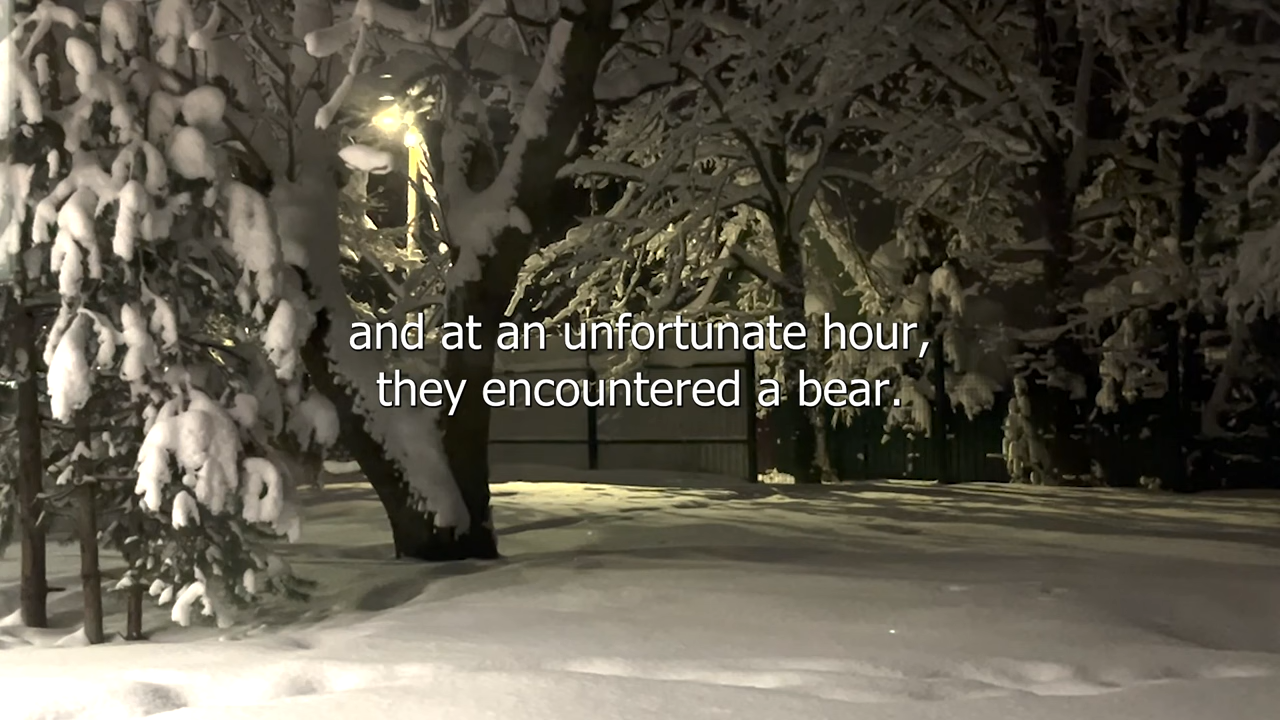 and at an unfortunate hour,
they encountered a bear.